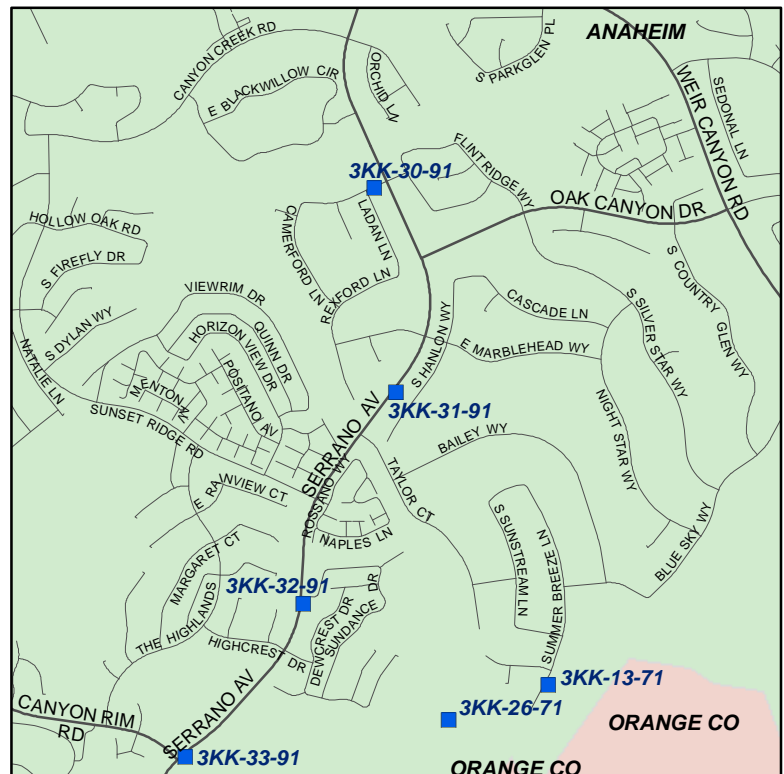 ANAHEIM
S PARKGLEN PL
CANYON CREEK RD
ORCHID LN
E BLACKWILLOW CIR
WEIR CANYON RD
SEDONAL LN
FLINT RIDGE WY
3KK-30-91
OAK CANYON DR
LADAN LN
CAMERFORD LN
HOLLOW OAK RD
S FIREFLY DR
REXFORD LN
S COUNTRY GLEN WY
VIEWRIM DR
CASCADE LN
S SILVER STAR WY
S DYLAN WY
HORIZON VIEW DR
QUINN DR
S HANLON WY
E MARBLEHEAD WY
NATALIE LN
POSITANO AV
MENTON AV
3KK-31-91
SERRANO AV
NIGHT STAR WY
SUNSET RIDGE RD
BAILEY WY
ROSSANO WY
TAYLOR CT
E RAINVIEW CT
S SUNSTREAM LN
SUMMER BREEZE LN
NAPLES LN
BLUE SKY WY
MARGARET CT
3KK-32-91
DEWCREST DR
SUNDANCE DR
THE HIGHLANDS
HIGHCREST DR
3KK-13-71
CANYON RIM RD
SERRANO AV
3KK-26-71
ORANGE CO
3KK-33-91
ORANGE CO